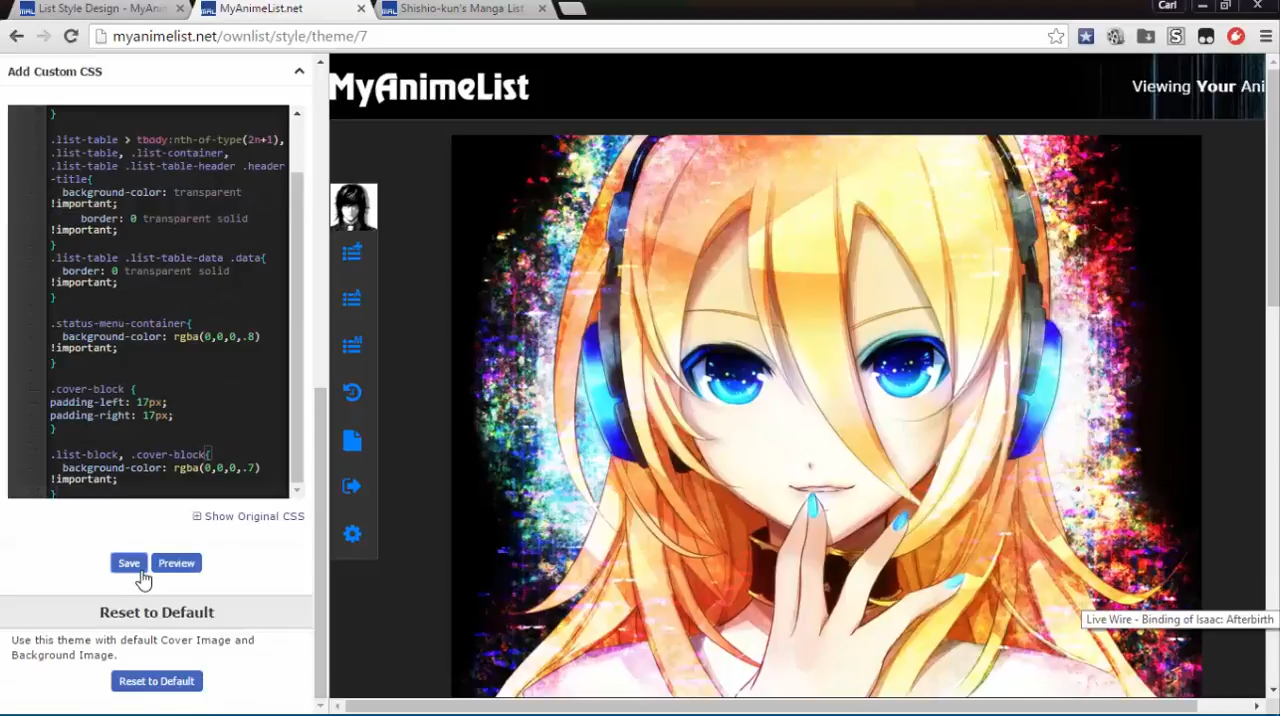 List Style Design - MyAni
MyAnimeList.net
Shishio-kun's Manga List
Carl
myanimelist.net/ownlist/style/theme/7
Add Custom CSS
}
.list-table > tbody:nth-of-type(2n+1),
.list-table, .list-container,
.list-table .list-table-header .header
-title{
background-color: transparent
!important;
border: 0 transparent solid
!important;
}
.list-table .list-table-data .data{
border: 0 transparent solid
!important;
}
.status-menu-container{
background-color: rgba(0,0,0,.8)
!important;
}
.cover-block {
padding-left: 17px;
padding-right: 17px;
}
.list-block, .cover-block{
background-color: rgba(0,0,0,.7)
!important;
}
Show Original CSS
Save Preview
Reset to Default
Use this theme with default Cover Image and
Background Image.
Reset to Default
MyAnimeList
Viewing Your Ani
Live Wire - Binding of Isaac: Afterbirth